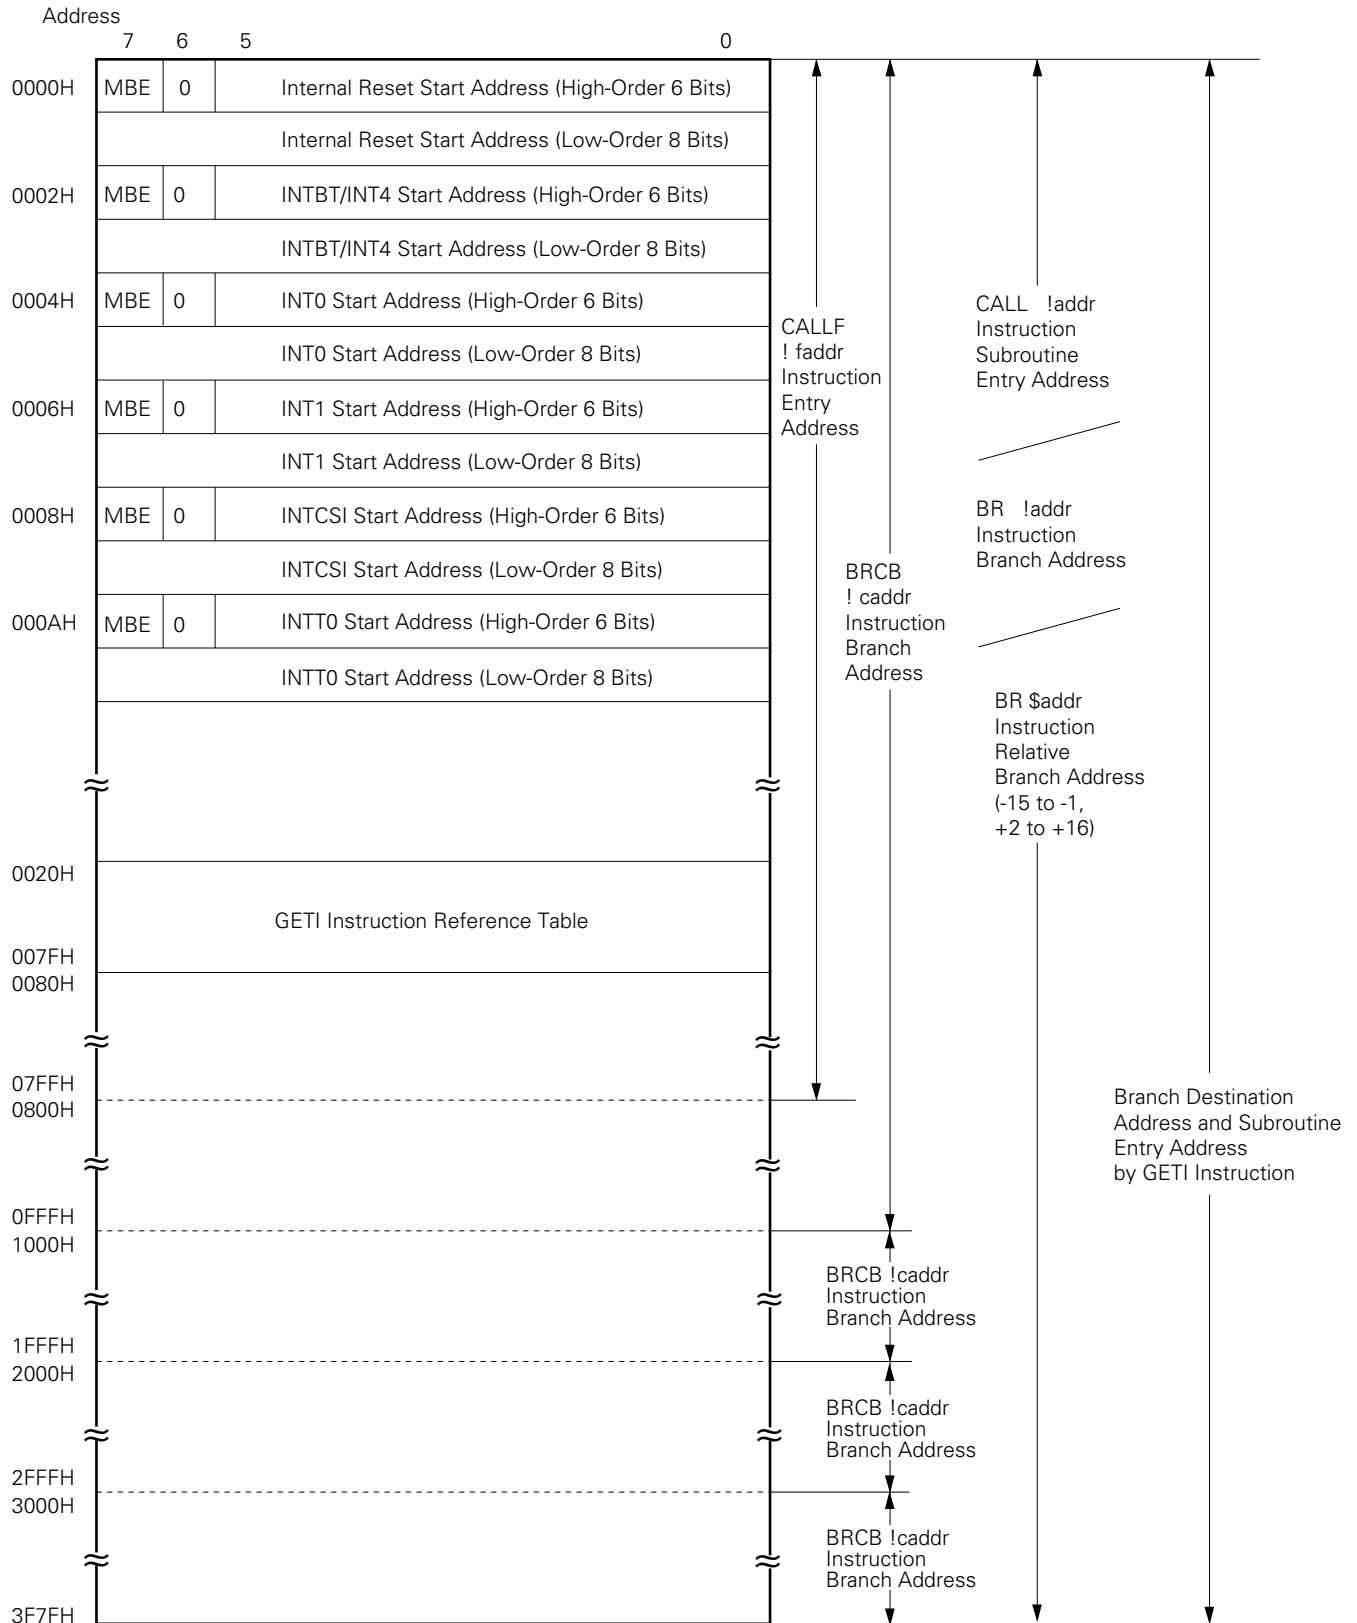 Address
7 6 5 0
0000H MBE 0 Internal Reset Start Address (High-Order 6 Bits)
Internal Reset Start Address (Low-Order 8 Bits)
0002H MBE 0 INTBT/INT4 Start Address (High-Order 6 Bits)
INTBT/INT4 Start Address (Low-Order 8 Bits)
0004H MBE 0 INT0 Start Address (High-Order 6 Bits)
INT0 Start Address (Low-Order 8 Bits)
0006H MBE 0 INT1 Start Address (High-Order 6 Bits)
INT1 Start Address (Low-Order 8 Bits)
0008H MBE 0 INTCSI Start Address (High-Order 6 Bits)
INTCSI Start Address (Low-Order 8 Bits)
000AH MBE 0 INTT0 Start Address (High-Order 6 Bits)
INTT0 Start Address (Low-Order 8 Bits)
0020H
GETI Instruction Reference Table
007FH
0080H
07FFH
0800H
0FFFH
1000H
1FFFH
2000H
2FFFH
3000H
3F7FH
CALLF
! faddr
Instruction
Entry
Address
BRCB
! caddr
Instruction
Branch
Address
BRCB !caddr
Instruction
Branch Address
BRCB !caddr
Instruction
Branch Address
BRCB !caddr
Instruction
Branch Address
CALL !addr
Instruction
Subroutine
Entry Address
BR !addr
Instruction
Branch Address
BR $addr
Instruction
Relative
Branch Address
(-15 to -1,
+2 to +16)
Branch Destination
Address and Subroutine
Entry Address
by GETI Instruction